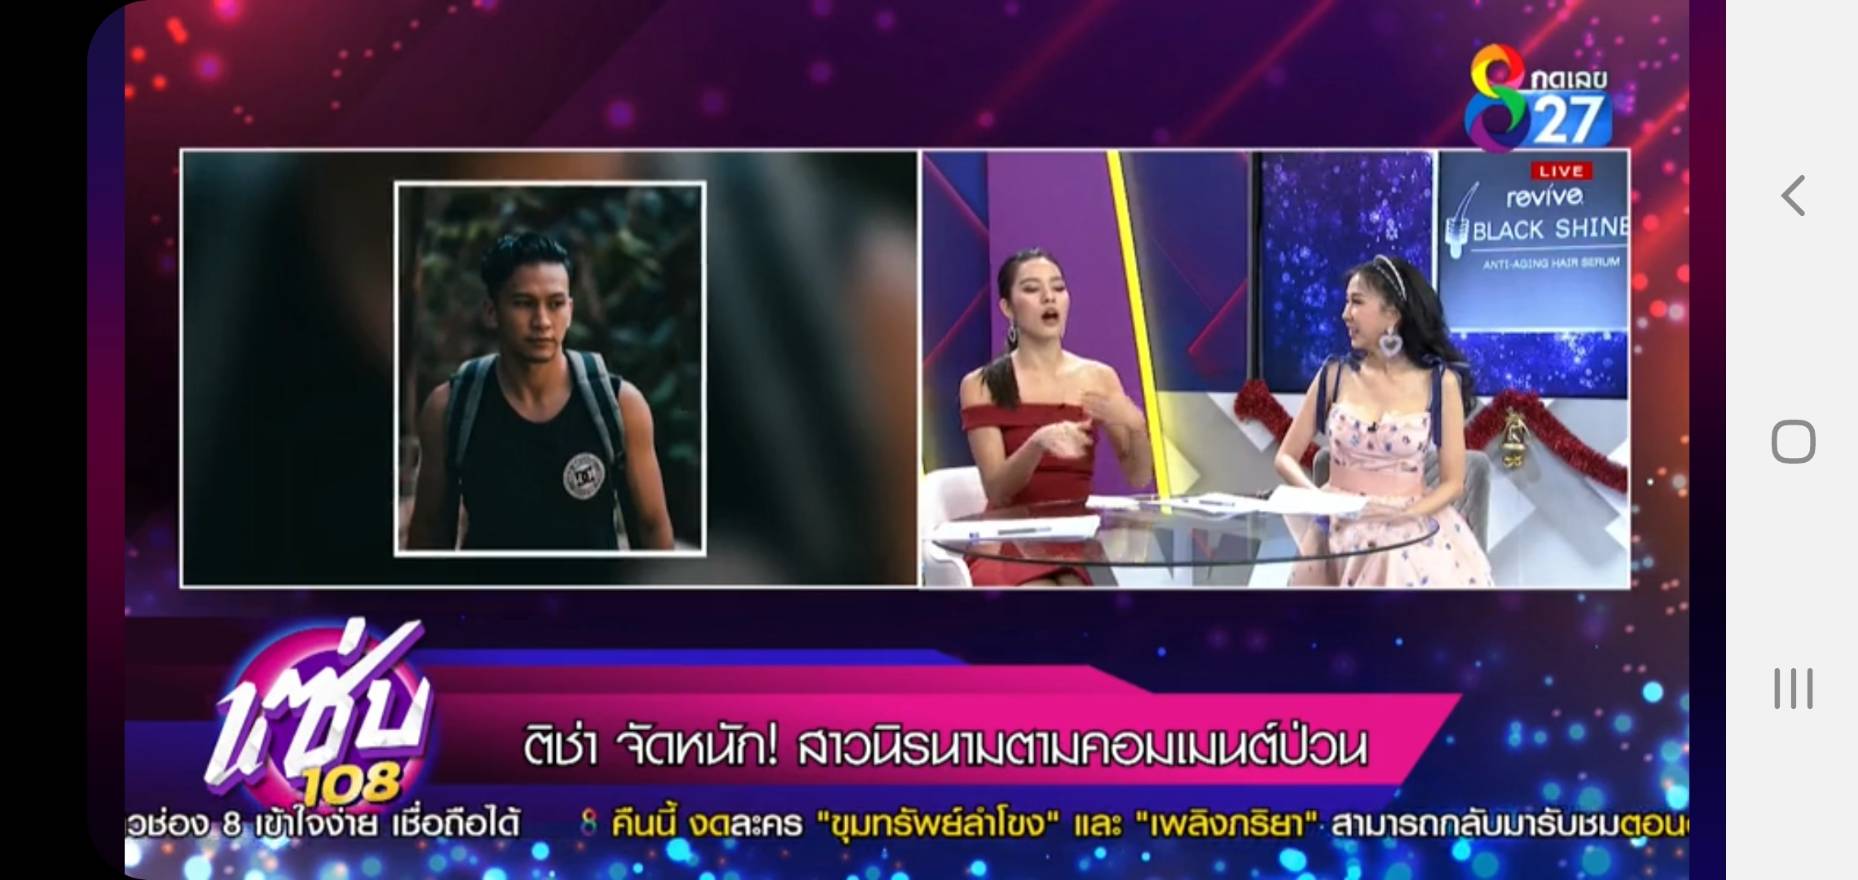 กดเลข
27
LIVE
revive
BLACK SHINE
ANTI-AGING HAIR SERUM
DC
แซ่บ
108
ติช่า จัดหนัก! สาวนิรนามตามคอมเมนต์ป่วน
วช่อง 8 เข้าใจง่าย เชื่อถือได้ 8 คืนนี้ งดละคร "ขุมทรัพย์ลำโขง" และ "เพลิงภริยา" สามารถกลับมารับชมตอน